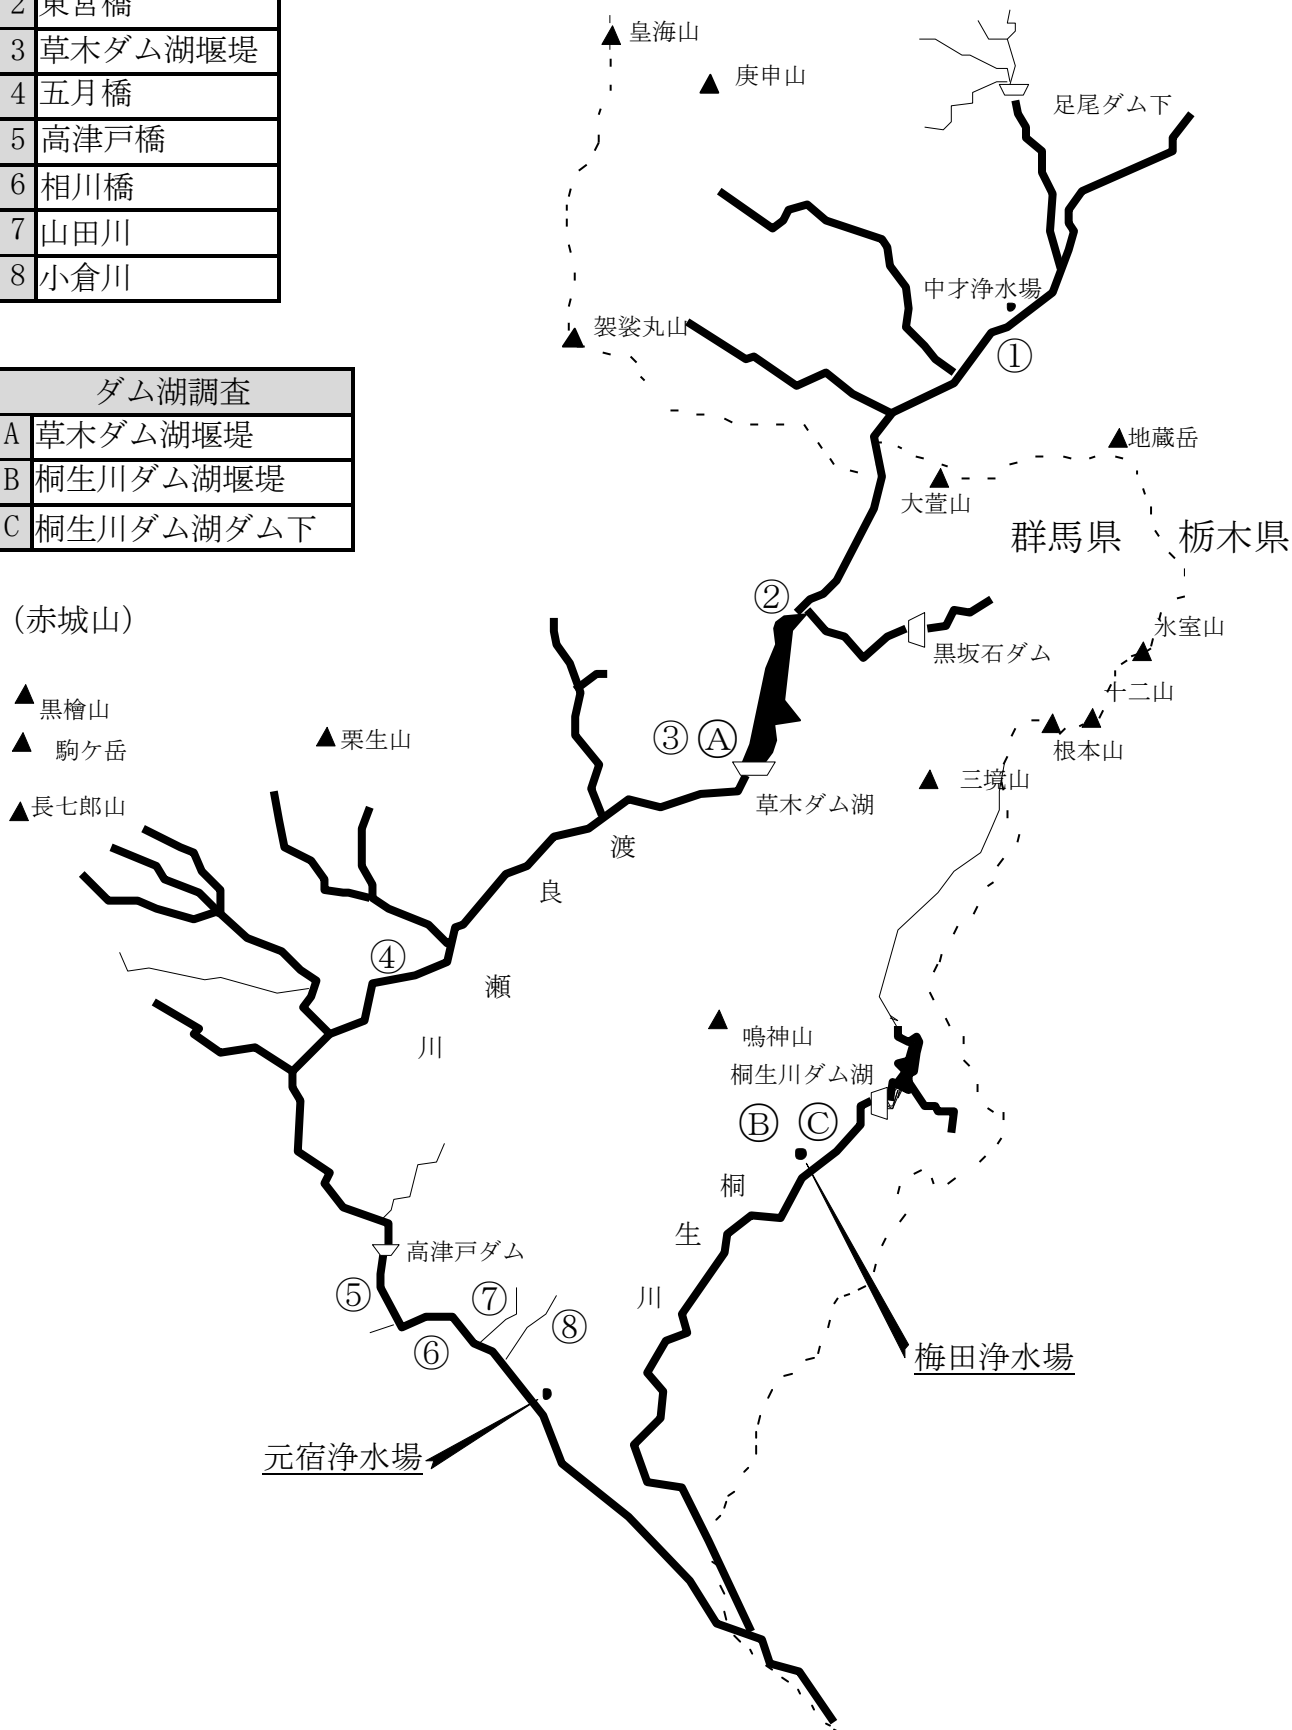 2 東宮橋
3 草木ダム湖堰堤
4 五月橋
5 高津戸橋
6 相川橋
7 山田川
8 小倉川
ダム湖調査
A 草木ダム湖堰堤
B 桐生川ダム湖堰堤
C 桐生川ダム湖ダム下
皇海山
庚申山
足尾ダム下
中才浄水場
袈裟丸山
①
地蔵岳
大萱山
群馬県 栃木県
②
(赤城山)
氷室山
黒坂石ダム
十二山
黒檜山
駒ケ岳
栗生山
③ Ⓐ
根本山
三境山
長七郎山
草木ダム湖
渡
良
瀬
川
④
鳴神山
桐生川ダム湖
Ⓑ Ⓒ
桐
生
川
高津戸ダム
⑤
⑦
⑧
⑥
梅田浄水場
元宿浄水場